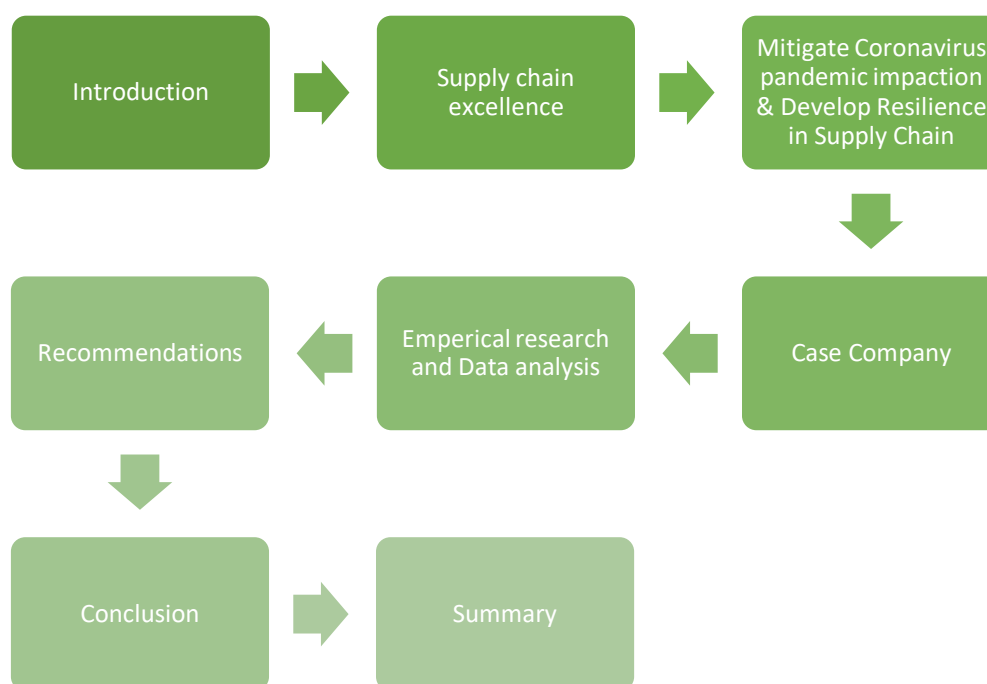 Introduction
Supply chain
excellence
Mitigate Coronavirus
pandemic impaction
& Develop Resilience
in Supply Chain
Case Company
Emperical research
and Data analysis
Recommendations
Conclusion
Summary